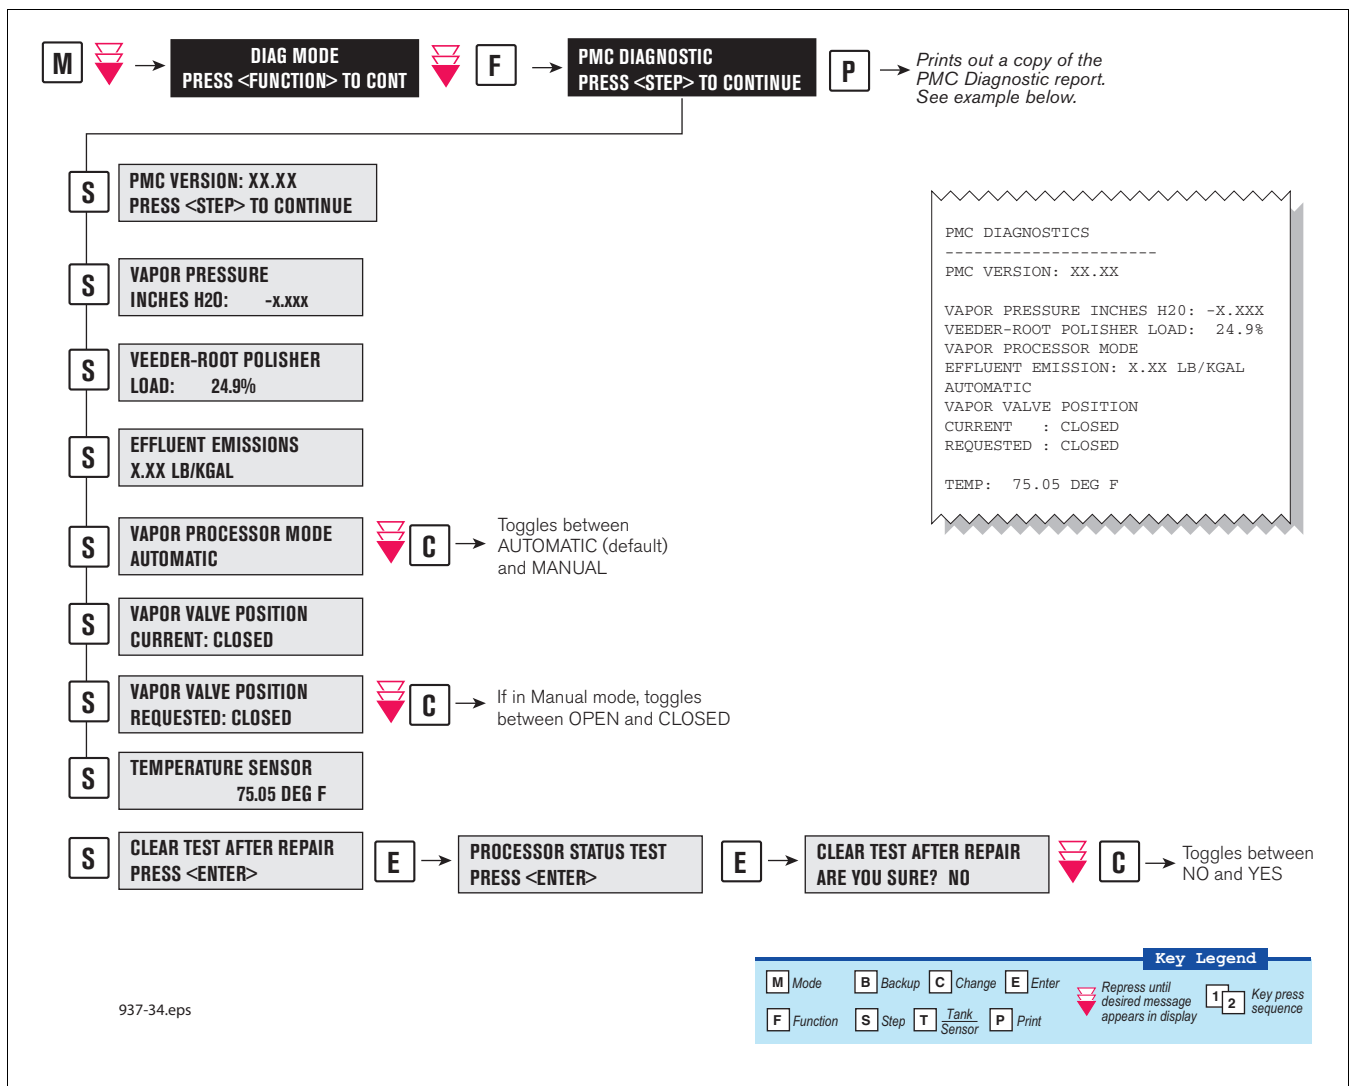 M
DIAG MODE
PRESS <FUNCTION> TO CONT
F
PMC DIAGNOSTIC
PRESS <STEP> TO CONTINUE
P
Prints out a copy of the
PMC Diagnostic report.
See example below.
S
PMC VERSION: XX.XX
PRESS <STEP> TO CONTINUE
S
VAPOR PRESSURE
INCHES H20: -X.XXX
S
VEEDER-ROOT POLISHER
LOAD: 24.9%
S
EFFLUENT EMISSIONS
X.XX LB/KGAL
S
VAPOR PROCESSOR MODE
AUTOMATIC
C
Toggles between
AUTOMATIC (default)
and MANUAL
S
VAPOR VALVE POSITION
CURRENT: CLOSED
S
VAPOR VALVE POSITION
REQUESTED: CLOSED
C
If in Manual mode, toggles
between OPEN and CLOSED
S
TEMPERATURE SENSOR
75.05 DEG F
S
CLEAR TEST AFTER REPAIR
PRESS <ENTER>
E
PROCESSOR STATUS TEST
PRESS <ENTER>
E
CLEAR TEST AFTER REPAIR
ARE YOU SURE? NO
C
Toggles between
NO and YES
PMC DIAGNOSTICS
----------------------
PMC VERSION: XX.XX
VAPOR PRESSURE INCHES H20: -X.XXX
VEEDER-ROOT POLISHER LOAD: 24.9%
VAPOR PROCESSOR MODE
EFFLUENT EMISSION: X.XX LB/KGAL
AUTOMATIC
VAPOR VALVE POSITION
CURRENT : CLOSED
REQUESTED : CLOSED
TEMP: 75.05 DEG F
Key Legend
M Mode
B Backup
C Change
E Enter
F Function
S Step
T Tank
Sensor
P Print
Repress until
desired message
appears in display
1 2
Key press
sequence
937-34.eps